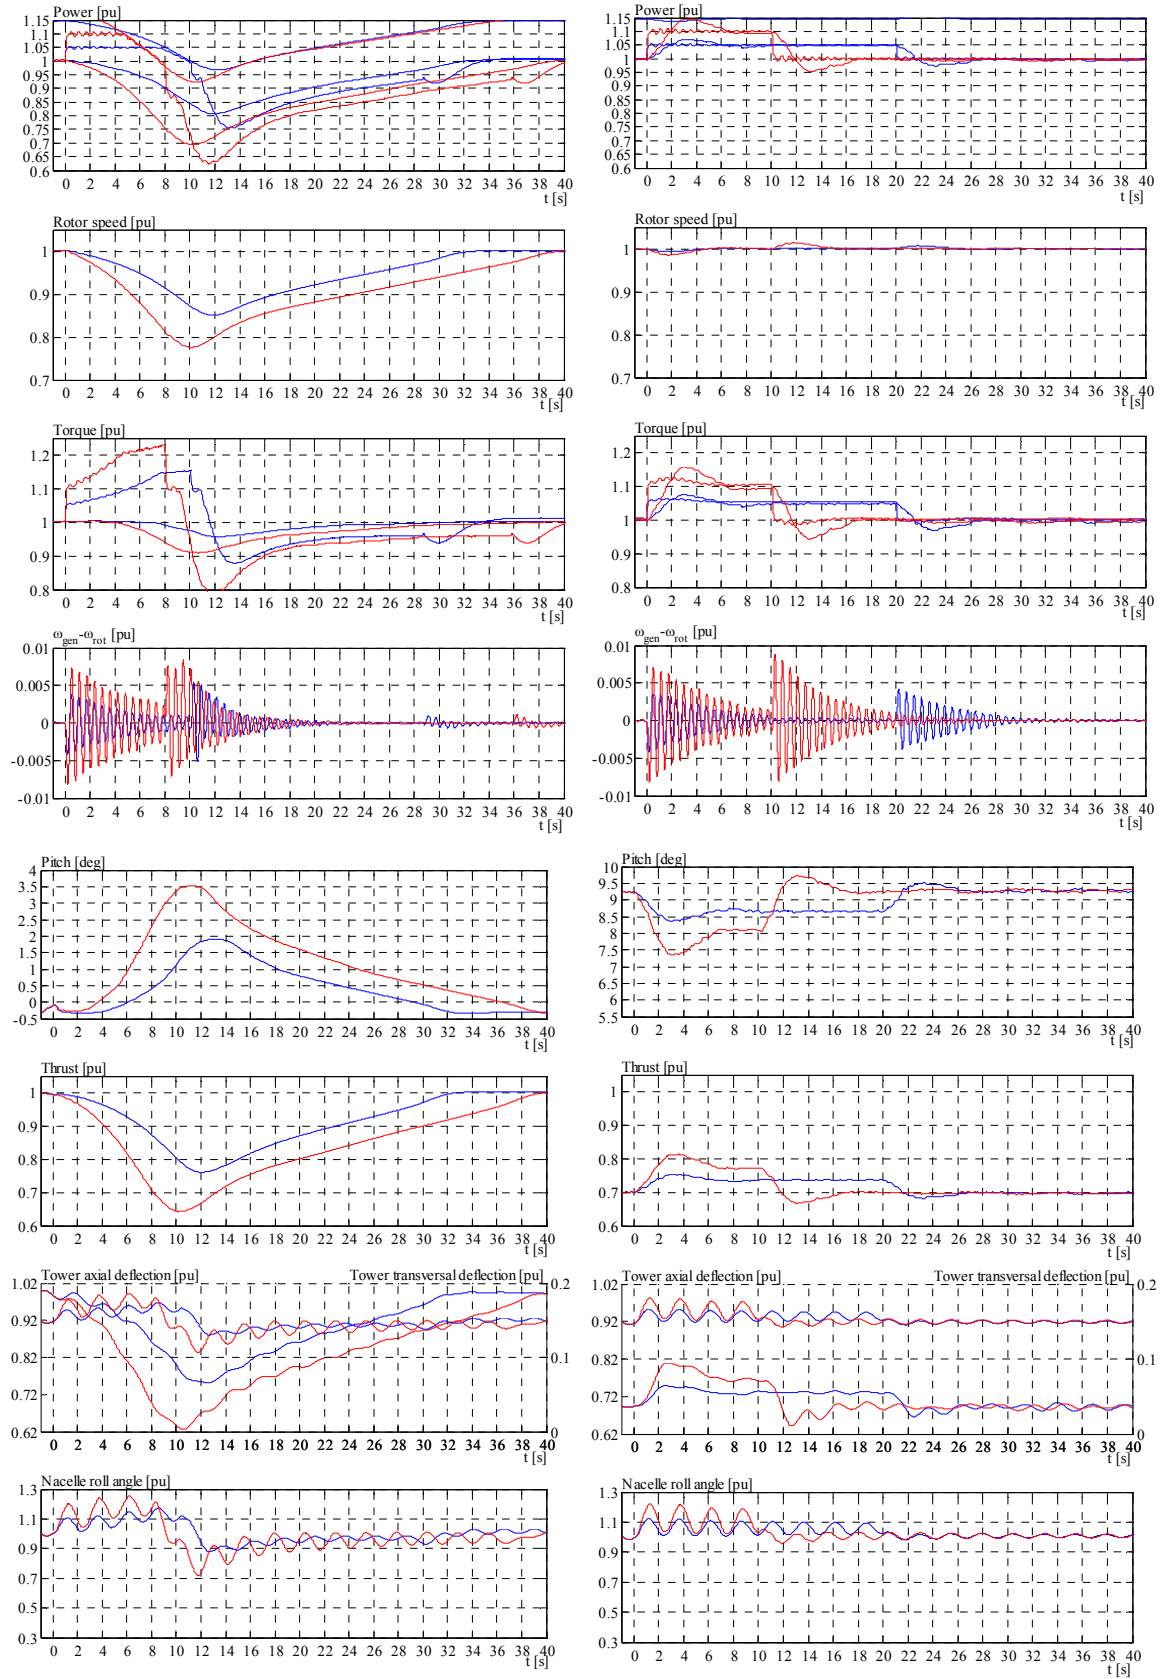 Power [pu]
1.15
1.1
1.05
1
0.95
0.9
0.85
0.8
0.75
0.7
0.65
0.6
0 2 4 6 8 10 12 14 16 18 20 22 24 26 28 30 32 34 36 38 40
t [s]
Rotor speed [pu]
1
0.9
0.8
0.7
0 2 4 6 8 10 12 14 16 18 20 22 24 26 28 30 32 34 36 38 40
t [s]
Torque [pu]
1.2
1.1
1
0.9
0.8
0 2 4 6 8 10 12 14 16 18 20 22 24 26 28 30 32 34 36 38 40
t [s]
ωgen-ωrot [pu]
0.01
0.005
0
-0.005
-0.01
0 2 4 6 8 10 12 14 16 18 20 22 24 26 28 30 32 34 36 38 40
t [s]
Pitch [deg]
4
3.5
3
2.5
2
1.5
1
0.5
0
-0.5
0 2 4 6 8 10 12 14 16 18 20 22 24 26 28 30 32 34 36 38 40
t [s]
Thrust [pu]
1
0.9
0.8
0.7
0.6
0 2 4 6 8 10 12 14 16 18 20 22 24 26 28 30 32 34 36 38 40
t [s]
Tower axial deflection [pu] Tower transversal deflection [pu]
1.02 0.2
0.92
0.82 0.1
0.72
0.62 0
0 2 4 6 8 10 12 14 16 18 20 22 24 26 28 30 32 34 36 38 40
t [s]
Nacelle roll angle [pu]
1.3
1.1
0.9
0.7
0.5
0.3
0 2 4 6 8 10 12 14 16 18 20 22 24 26 28 30 32 34 36 38 40
t [s]
Power [pu]
1.15
1.1
1.05
1
0.95
0.9
0.85
0.8
0.75
0.7
0.65
0.6
0 2 4 6 8 10 12 14 16 18 20 22 24 26 28 30 32 34 36 38 40
t [s]
Rotor speed [pu]
1
0.9
0.8
0.7
0 2 4 6 8 10 12 14 16 18 20 22 24 26 28 30 32 34 36 38 40
t [s]
Torque [pu]
1.2
1.1
1
0.9
0.8
0 2 4 6 8 10 12 14 16 18 20 22 24 26 28 30 32 34 36 38 40
t [s]
ωgen-ωrot [pu]
0.01
0.005
0
-0.005
-0.01
0 2 4 6 8 10 12 14 16 18 20 22 24 26 28 30 32 34 36 38 40
t [s]
Pitch [deg]
10
9.5
9
8.5
8
7.5
7
6.5
6
5.5
0 2 4 6 8 10 12 14 16 18 20 22 24 26 28 30 32 34 36 38 40
t [s]
Thrust [pu]
1
0.9
0.8
0.7
0.6
0 2 4 6 8 10 12 14 16 18 20 22 24 26 28 30 32 34 36 38 40
t [s]
Tower axial deflection [pu] Tower transversal deflection [pu]
1.02 0.2
0.92
0.82 0.1
0.72
0.62 0
0 2 4 6 8 10 12 14 16 18 20 22 24 26 28 30 32 34 36 38 40
t [s]
Nacelle roll angle [pu]
1.3
1.1
0.9
0.7
0.5
0.3
0 2 4 6 8 10 12 14 16 18 20 22 24 26 28 30 32 34 36 38 40
t [s]